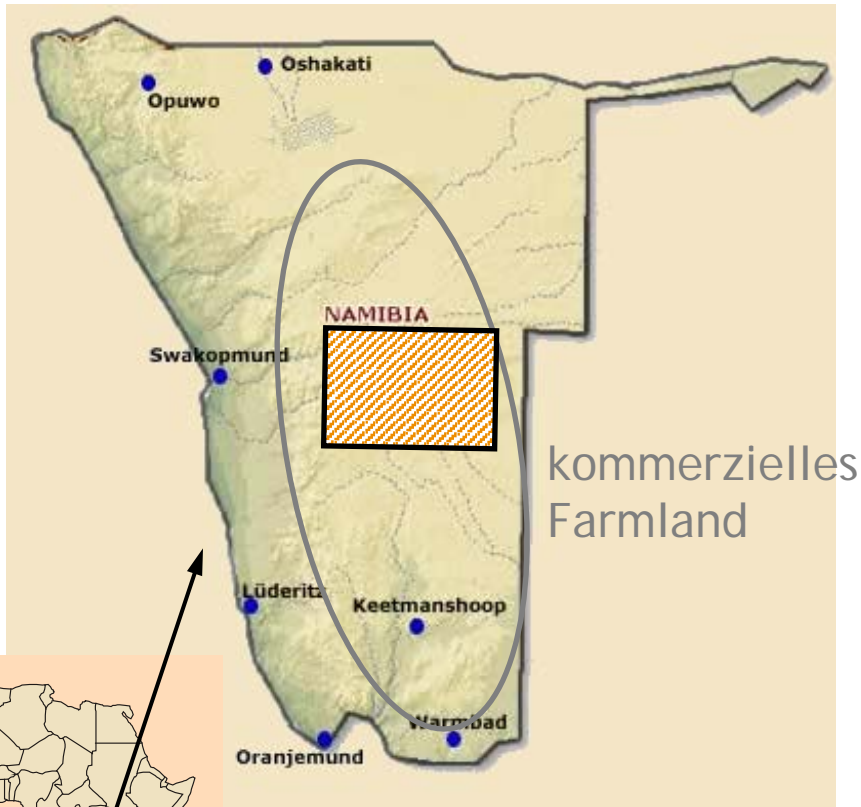 Oshakati
Opuwo
NAMIBIA
Swakopmund
kommerzielles
Farmland
Lüderitz
Keetmanshoop
Warmbad
Oranjemund